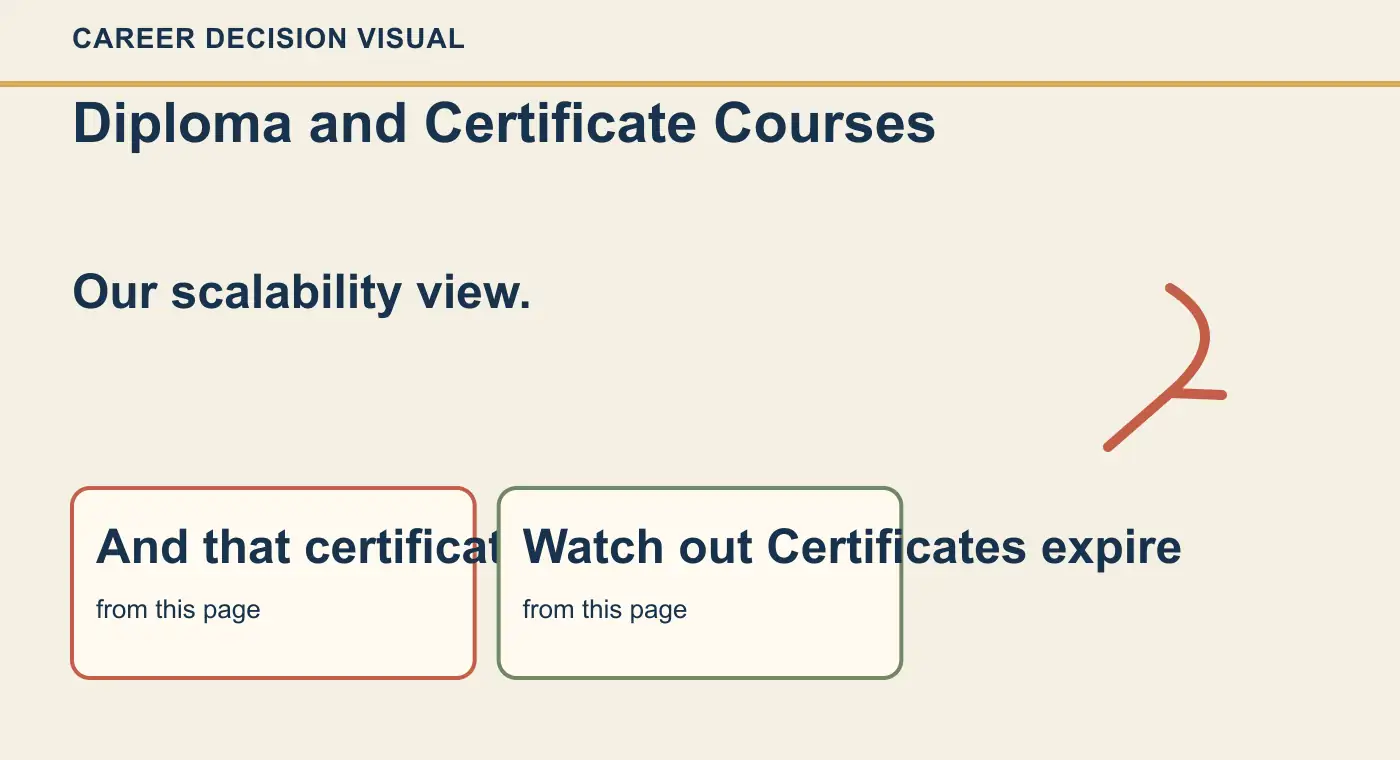 CAREER DECISION VISUAL
Diploma and Certificate Courses
Our scalability view.
And that certificat
from this page
Watch out Certificates expire
from this page